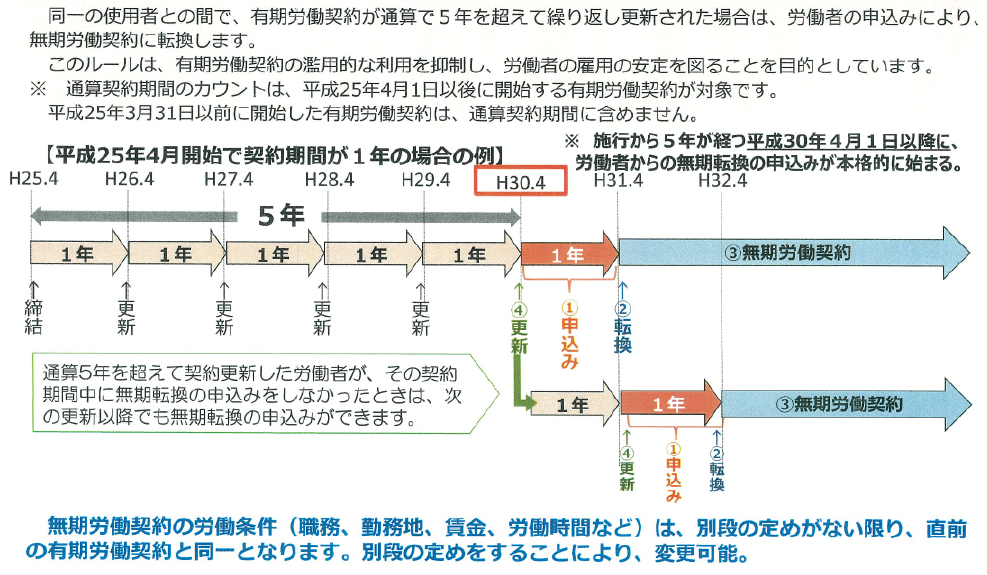 同一の使用者との間で、有期労働契約が通算で５年を超えて繰り返し更新された場合は、労働者の申込みにより、
無期労働契約に転換します。
このルールは、有期労働契約の濫用的な利用を抑制し、労働者の雇用の安定を図ることを目的としています。
※ 通算契約期間のカウントは、平成25年4月1日以後に開始する有期労働契約が対象です。
平成25年3月31日以前に開始した有期労働契約は、通算契約期間に含めません。
※ 施行から５年が経つ平成30年４月１日以降に、
労働者からの無期転換の申込みが本格的に始まる。
【平成25年4月開始で契約期間が１年の場合の例】
H25.4 H26.4 H27.4 H28.4 H29.4 H30.4 H31.4 H32.4
５年
１年 １年 １年 １年 １年 １年 ③無期労働契約
↑締結 ↑更新 ↑更新 ↑更新 ↑更新 ↑④更新 ①申込み ↑②転換
通算5年を超えて契約更新した労働者が、その契約
期間中に無期転換の申込みをしなかったときは、次
の更新以降でも無期転換の申込みができます。
１年 １年 ③無期労働契約
↑④更新 ①申込み ↑②転換
無期労働契約の労働条件（職務、勤務地、賃金、労働時間など）は、別段の定めがない限り、直前
の有期労働契約と同一となります。別段の定めをすることにより、変更可能。